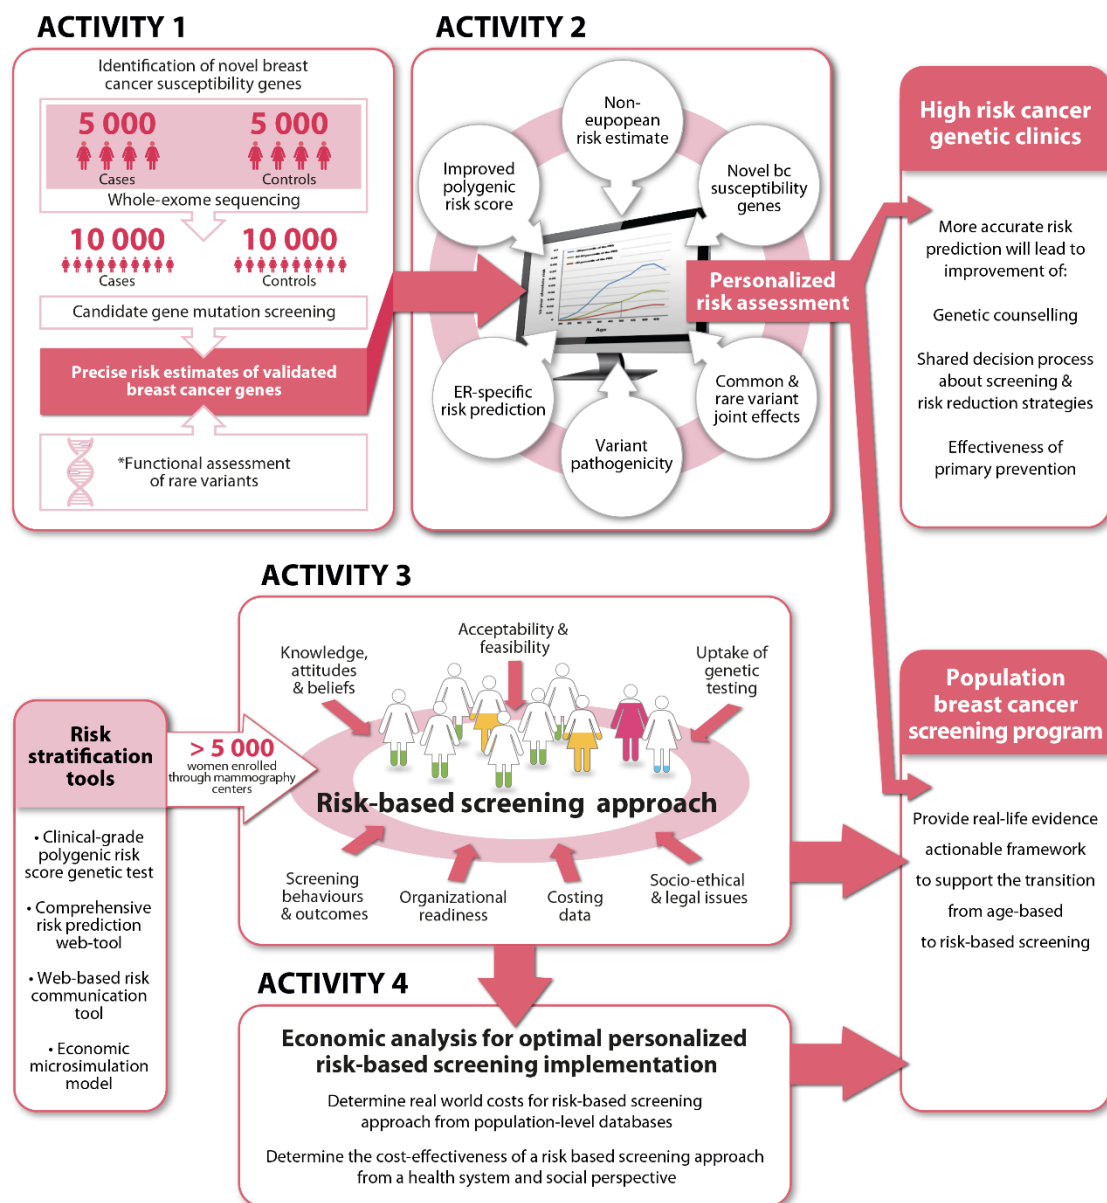 ACTIVITY 1
Identification of novel breast
cancer susceptibility genes
5 000
5 000
Cases
Controls
Whole-exome sequencing
10 000
10 000
Cases
Controls
Candidate gene mutation screening
Precise risk estimates of validated
breast cancer genes
*Functional assessment
of rare variants
ACTIVITY 2
Non-
eupopean
risk estimate
Improved
polygenic
risk score
Novel bc
susceptibility
genes
Age
Personalized
risk assessment
ER-specific
risk prediction
Common &
rare variant
joint effects
Variant
pathogenicity
High risk cancer
genetic clinics
More accurate risk
prediction will lead to
improvement of:
Genetic counselling
Shared decision process
about screening &
risk reduction strategies
Effectiveness of
primary prevention
ACTIVITY 3
Acceptability &
feasibility
Knowledge,
attitudes
& beliefs
Uptake of
genetic
testing
Risk-based screening approach
Screening
behaviours
& outcomes
Organizational
readiness
Costing
data
Socio-ethical
& legal issues
Risk
stratification
tools
> 5 000
women enrolled
through mammography
centers
• Clinical-grade
polygenic risk
score genetic test
• Comprehensive
risk prediction
web-tool
• Web-based risk
communication
tool
• Economic
microsimulation
model
Population
breast cancer
screening program
Provide real-life evidence
actionable framework
to support the transition
from age-based
to risk-based screening
ACTIVITY 4
Economic analysis for optimal personalized
risk-based screening implementation
Determine real world costs for risk-based screening
approach from population-level databases
Determine the cost-effectiveness of a risk based screening approach
from a health system and social perspective